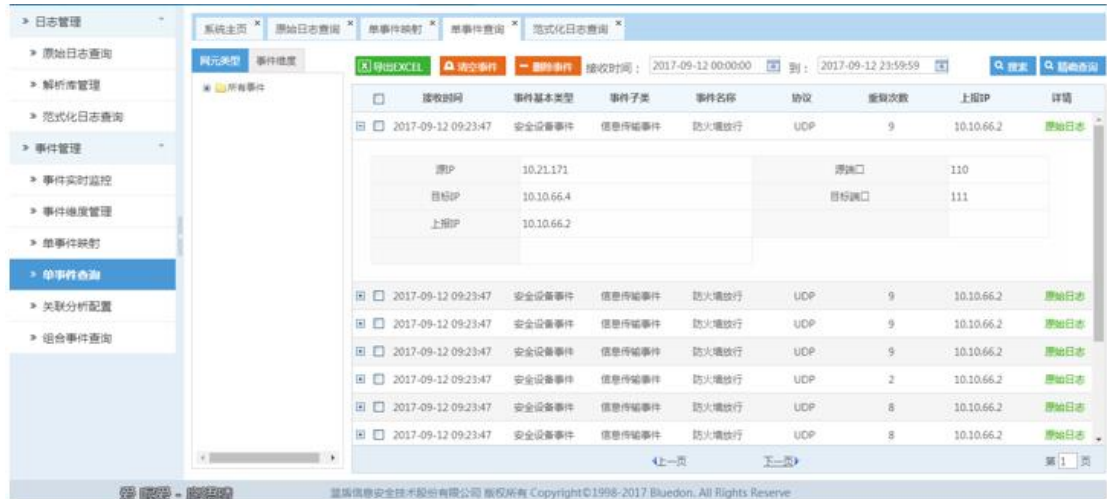 日志管理
原始日志查询
解析库管理
范式化日志查询
事件管理
事件实时监控
事件维度管理
单事件映射
单事件查询
关联分析配置
组合事件查询
系统主页 原始日志查询 单事件映射 单事件查询 范式化日志查询
网元类型 事件维度
所有事件
导出EXCEL 清空事件 删除事件 接收时间： 2017-09-12 00:00:00 到： 2017-09-12 23:59:59 搜索 精确查询
接收时间 事件基本类型 事件子类 事件名称 协议 重复次数 上报IP 详情
2017-09-12 09:23:47 安全设备事件 信息传输事件 防火墙放行 UDP 9 10.10.66.2 原始日志
源IP 10.21.171 源端口 110
目标IP 10.10.66.4 目标端口 111
上报IP 10.10.66.2
2017-09-12 09:23:47 安全设备事件 信息传输事件 防火墙放行 UDP 9 10.10.66.2 原始日志
2017-09-12 09:23:47 安全设备事件 信息传输事件 防火墙放行 UDP 9 10.10.66.2 原始日志
2017-09-12 09:23:47 安全设备事件 信息传输事件 防火墙放行 UDP 9 10.10.66.2 原始日志
2017-09-12 09:23:47 安全设备事件 信息传输事件 防火墙放行 UDP 2 10.10.66.2 原始日志
2017-09-12 09:23:47 安全设备事件 信息传输事件 防火墙放行 UDP 8 10.10.66.2 原始日志
2017-09-12 09:23:47 安全设备事件 信息传输事件 防火墙放行 UDP 8 10.10.66.2 原始日志
上一页 下一页 第 1 页
蓝盾信息安全技术股份有限公司 版权所有 Copyright©1998-2017 Bluedon. All Rights Reserve